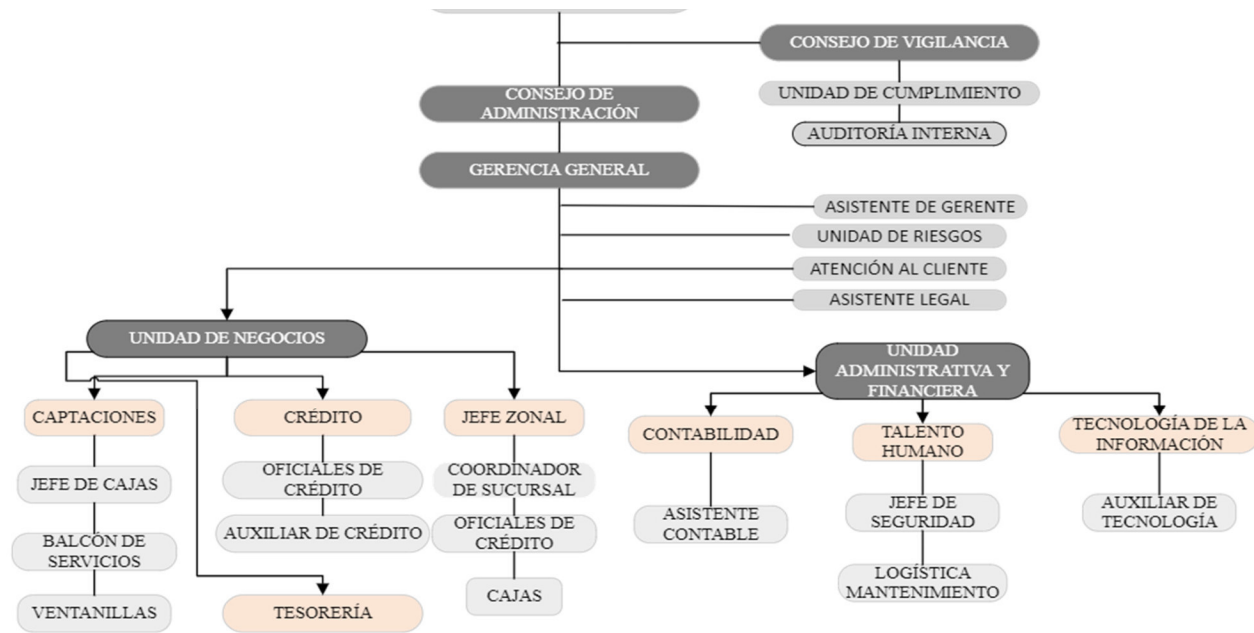 CONSEJO DE VIGILANCIA
UNIDAD DE CUMPLIMIENTO
AUDITORÍA INTERNA
CONSEJO DE
ADMINISTRACIÓN
GERENCIA GENERAL
ASISTENTE DE GERENTE
UNIDAD DE RIESGOS
ATENCIÓN AL CLIENTE
ASISTENTE LEGAL
UNIDAD DE NEGOCIOS
CAPTACIONES
JEFE DE CAJAS
BALCÓN DE
SERVICIOS
VENTANILLAS
CRÉDITO
OFICIALES DE
CRÉDITO
AUXILIAR DE CRÉDITO
TESORERÍA
JEFE ZONAL
COORDINADOR
DE SUCURSAL
OFICIALES DE
CRÉDITO
CAJAS
UNIDAD
ADMINISTRATIVA Y
FINANCIERA
CONTABILIDAD
ASISTENTE
CONTABLE
TALENTO
HUMANO
JEFE DE
SEGURIDAD
LOGÍSTICA
MANTENIMIENTO
TECNOLOGÍA DE LA
INFORMACIÓN
AUXILIAR DE
TECNOLOGÍA